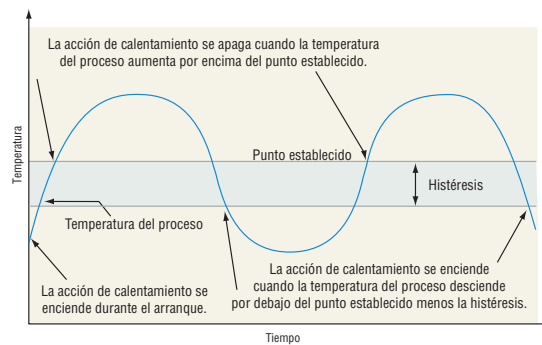 La acción de calentamiento se apaga cuando la temperatura
del proceso aumenta por encima del punto establecido.
Temperatura
Punto establecido
Histéresis
Temperatura del proceso
La acción de calentamiento se
enciende durante el arranque.
La acción de calentamiento se enciende
cuando la temperatura del proceso desciende
por debajo del punto establecido menos la histéresis.
Tiempo